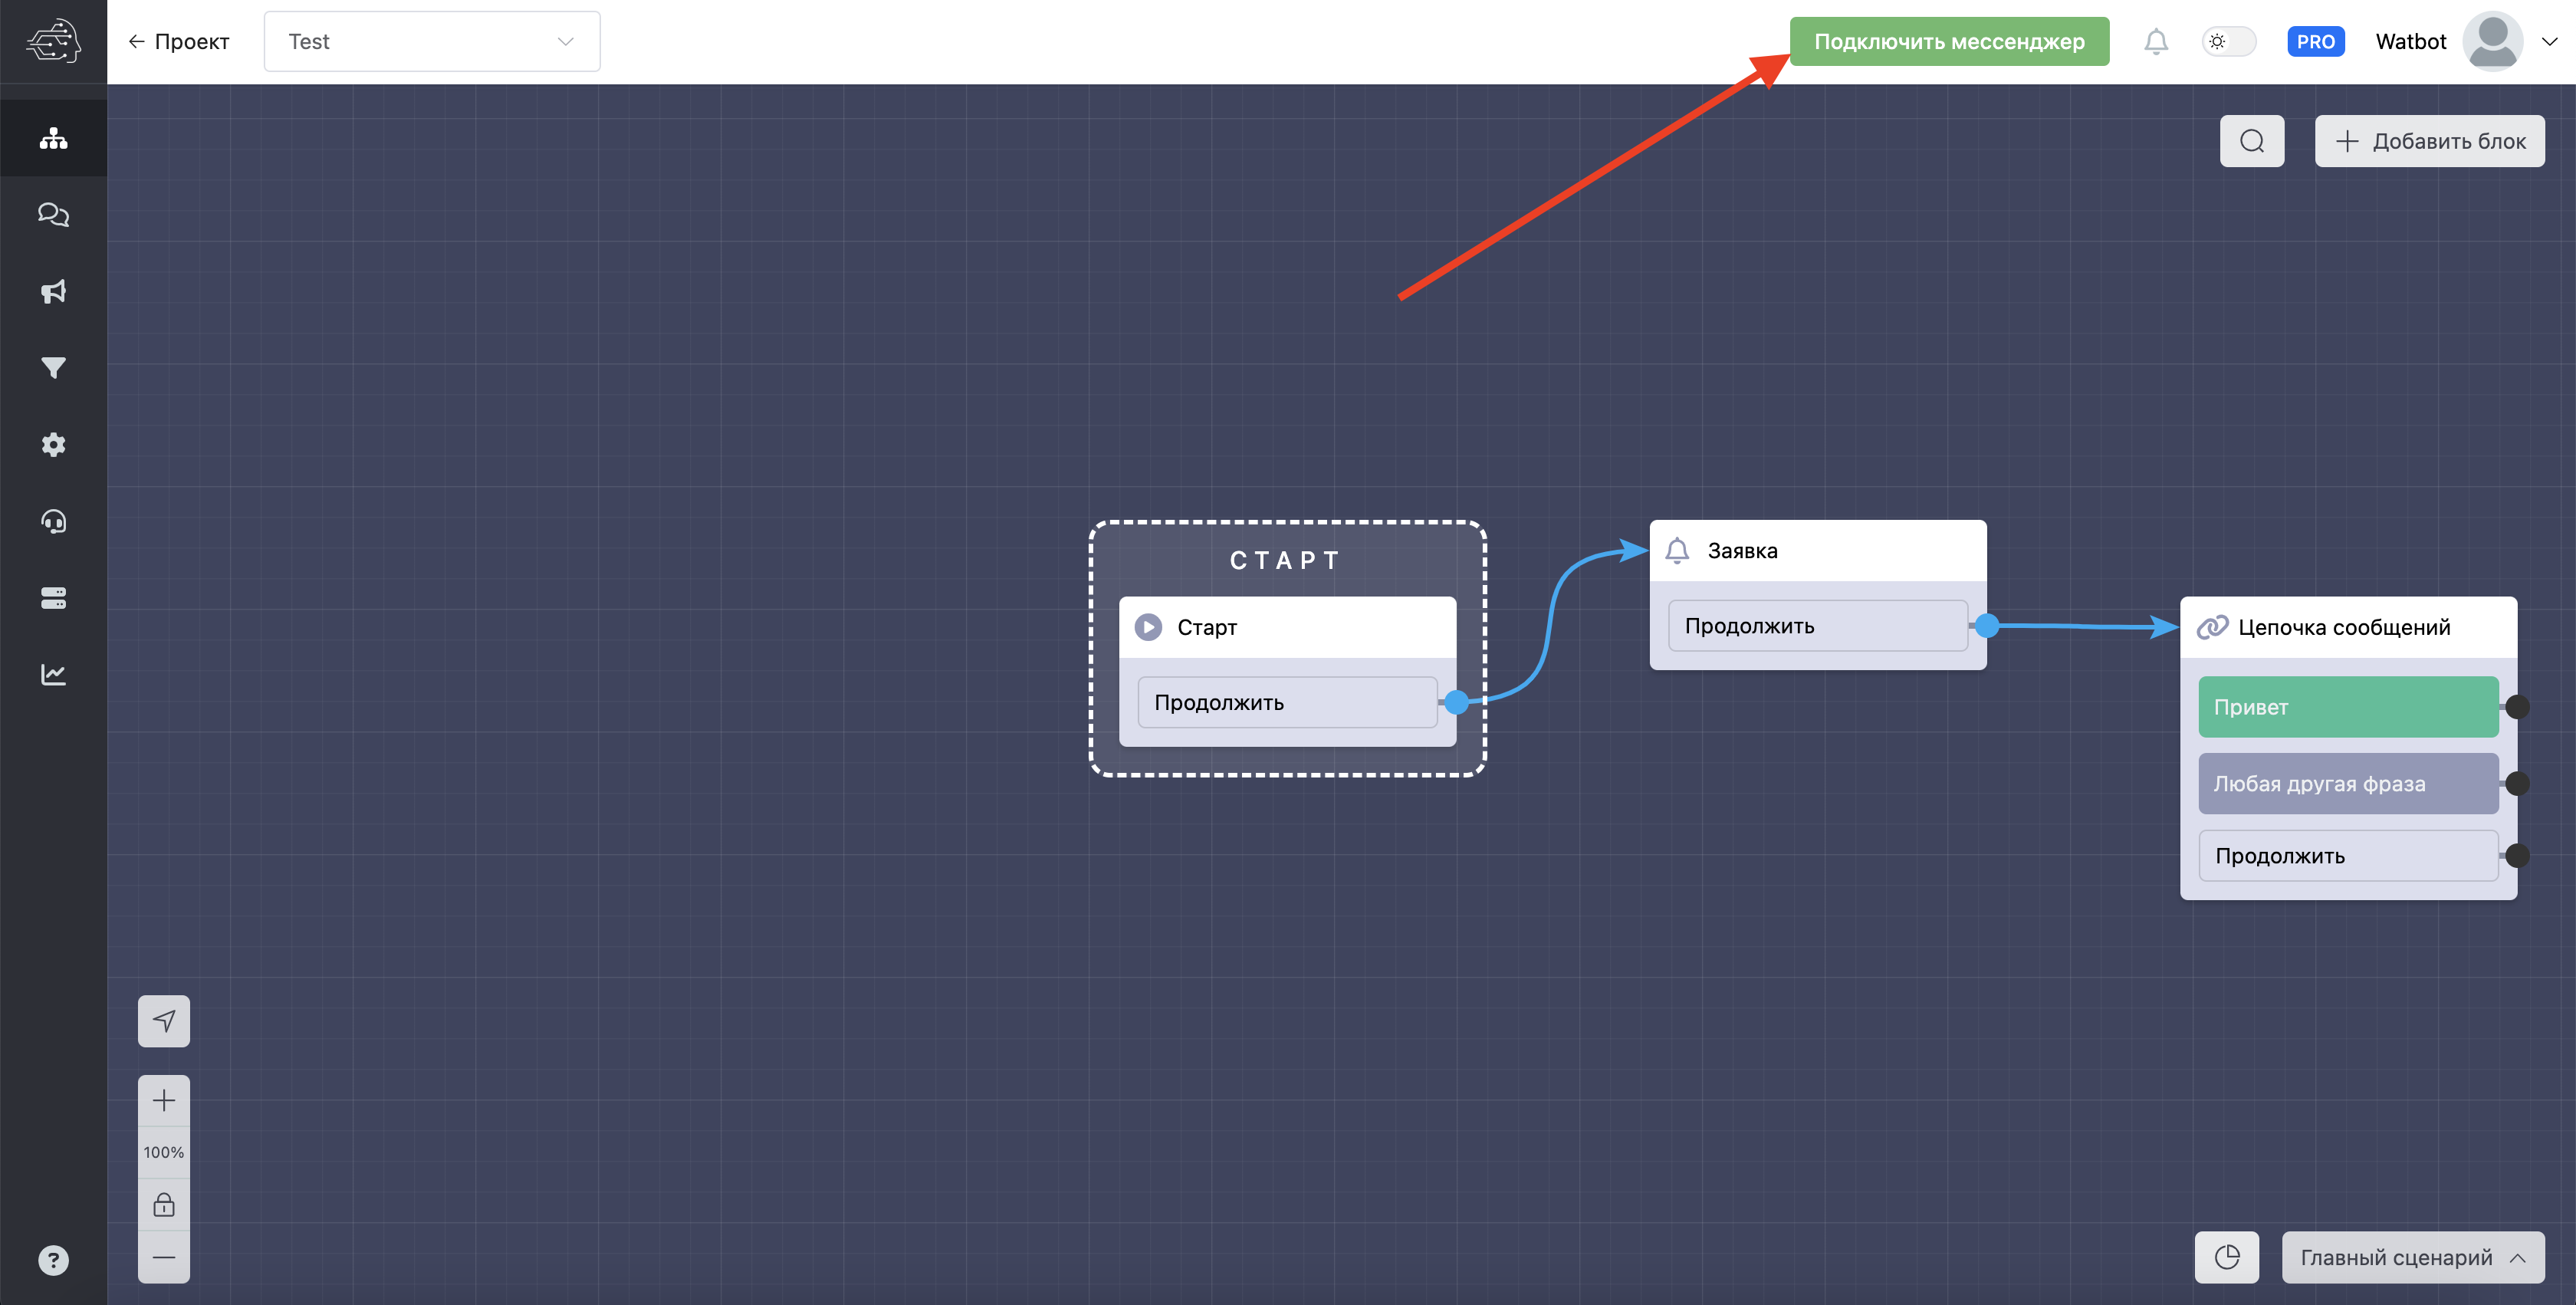 Проект
Test
Подключить мессенджер
PRO
Watbot
Добавить блок
СТАРТ
Старт
Продолжить
Заявка
Продолжить
Цепочка сообщений
Привет
Любая другая фраза
Продолжить
100%
?
Главный сценарий